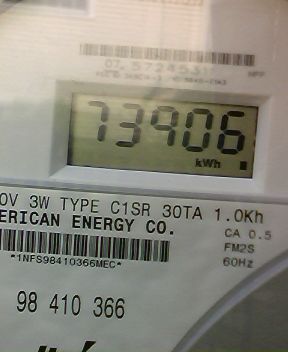 73906
kWh
0V 3W TYPE C1SR 30TA 1.0Kh
ERICAN ENERGY CO.
CA 0.5
FM2S
*1NFS98410366MEC*
60Hz
98 410 366